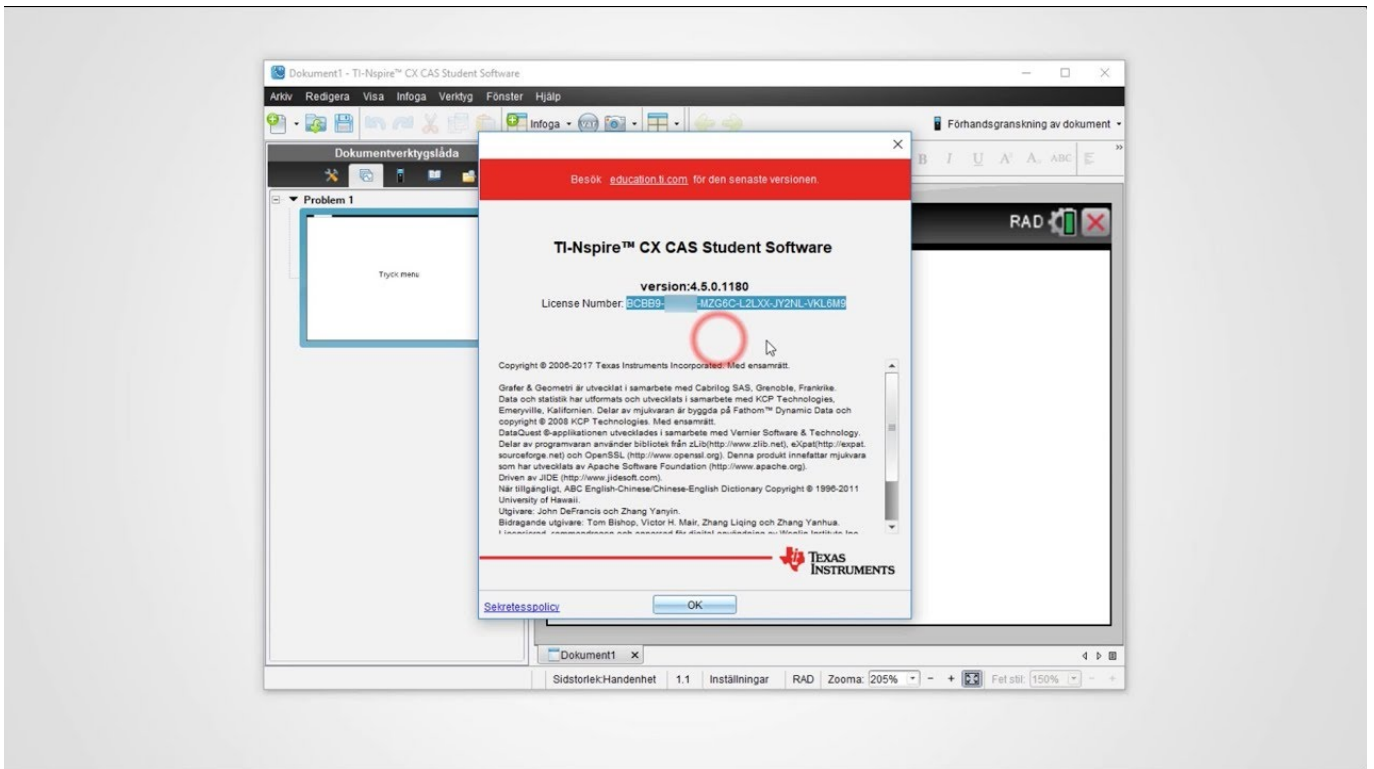 Dokument1 - TI-Nspire™ CX CAS Student Software
Arkiv Redigera Visa Infoga Verktyg Fönster Hjälp
Infoga
Förhandsgranskning av dokument
Dokumentverktygslåda
B I U A A ABC
Problem 1
Tryck menu
RAD
Besök education.ti.com för den senaste versionen.
TI-Nspire™ CX CAS Student Software
version:4.5.0.1180
License Number: BCBB9- -MZG6C-L2LXX-JY2NL-VKL6M9
Copyright © 2006-2017 Texas Instruments Incorporated. Med ensamrätt.
Grafer & Geometri är utvecklat i samarbete med Cabrilog SAS, Grenoble, Frankrike.
Data och statistik har utformats och utvecklats i samarbete med KCP Technologies,
Emeryville, Kalifornien. Delar av mjukvaran är byggda på Fathom™ Dynamic Data och
copyright © 2008 KCP Technologies. Med ensamrätt.
DataQuest ©-applikationen utvecklades i samarbete med Vernier Software & Technology.
Delar av programvaran använder bibliotek från zLib(http://www.zlib.net), eXpat(http://expat.
sourceforge.net) och OpenSSL (http://www.openssl.org). Denna produkt innefattar mjukvara
som har utvecklats av Apache Software Foundation (http://www.apache.org).
Driven av JIDE (http://www.jidesoft.com).
När tillgängligt, ABC English-Chinese/Chinese-English Dictionary Copyright © 1996-2011
University of Hawaii.
Utgivare: John DeFrancis och Zhang Yanyin.
Bidragande utgivare: Tom Bishop, Victor H. Mair, Zhang Liqing och Zhang Yanhua.
TEXAS
INSTRUMENTS
Sekretesspolicy
OK
Dokument1
Sidstorlek:Handenhet 1.1 Inställningar RAD Zooma: 205% - + Fet stil: 150% - +